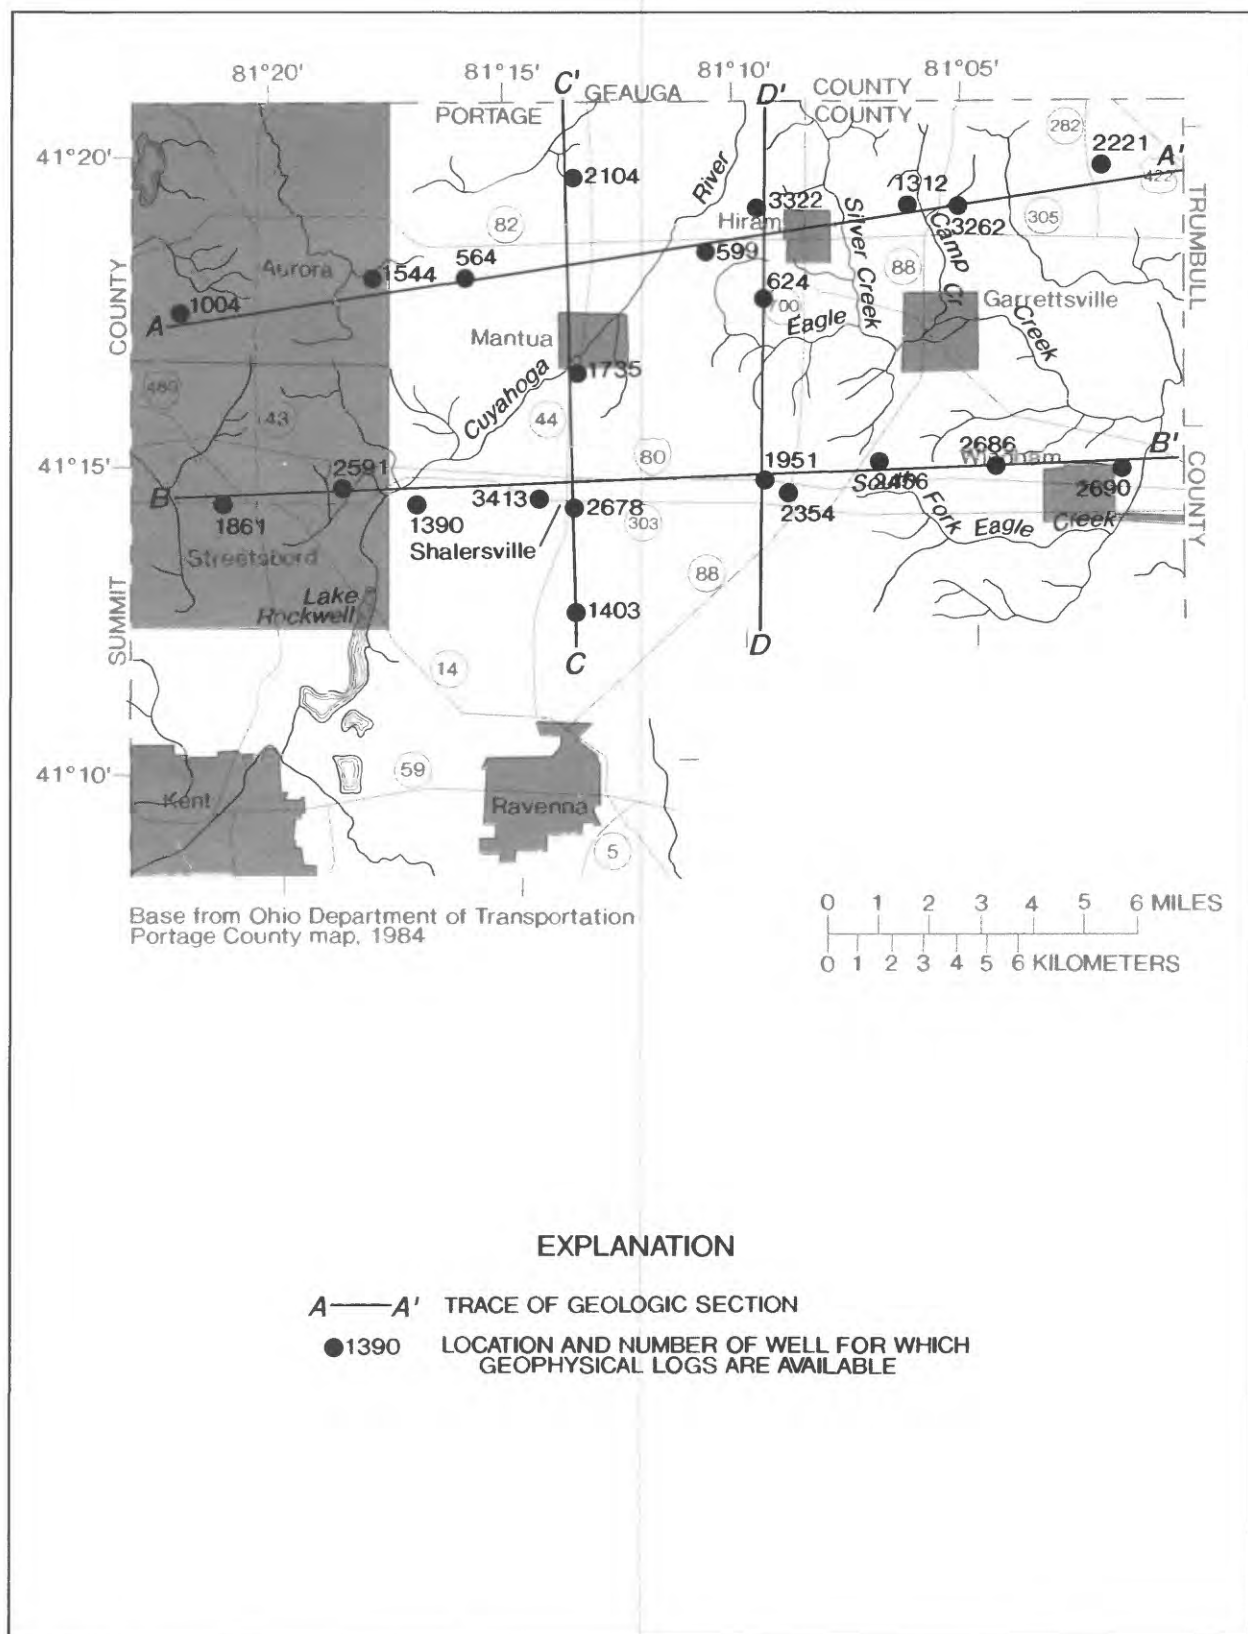 81°20'
81°15'
81°10'
81°05'
C'
GEAUGA
D'
COUNTY
PORTAGE
COUNTY
282
2221
41°20'
A'
422
2104
River
1312
3322
82
Hiram
Silver Creek
3262
305
TRUMBULL
Camp Cr
599
564
1544
Aurora
88
624
Garrettsville
700
1004
A
COUNTY
Eagle
Creek
Mantua
1735
Cuyahoga
480
43
44
2686
B'
80
Windham
1951
41°15'
2591
COUNTY
B
South
3413
2678
2690
1861
1390
303
2354
Fork
Eagle
Creek
Shalersville
Streetsboro
88
Lake
Rockwell
1403
SUMMIT
C
D
14
41°10'
59
Kent
Ravenna
5
Base from Ohio Department of Transportation
Portage County map, 1984
0 1 2 3 4 5 6 MILES
0 1 2 3 4 5 6 KILOMETERS
EXPLANATION
A A' TRACE OF GEOLOGIC SECTION
1390 LOCATION AND NUMBER OF WELL FOR WHICH
GEOPHYSICAL LOGS ARE AVAILABLE